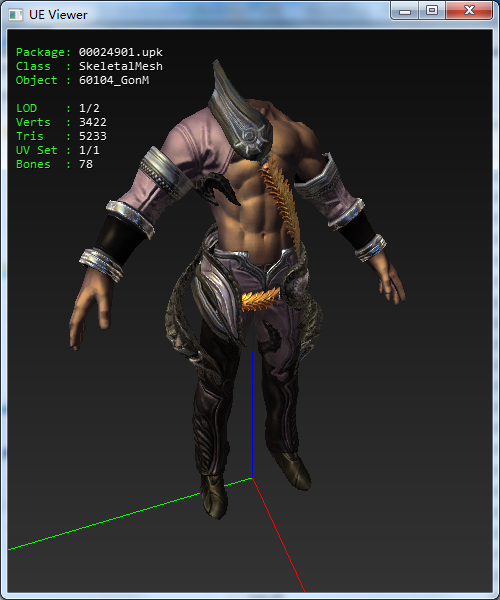 UE Viewer
Package: 00024901.upk
Class  : SkeletalMesh
Object : 60104_GonM
LOD    : 1/2
Verts  : 3422
Tris   : 5233
UV Set : 1/1
Bones  : 78